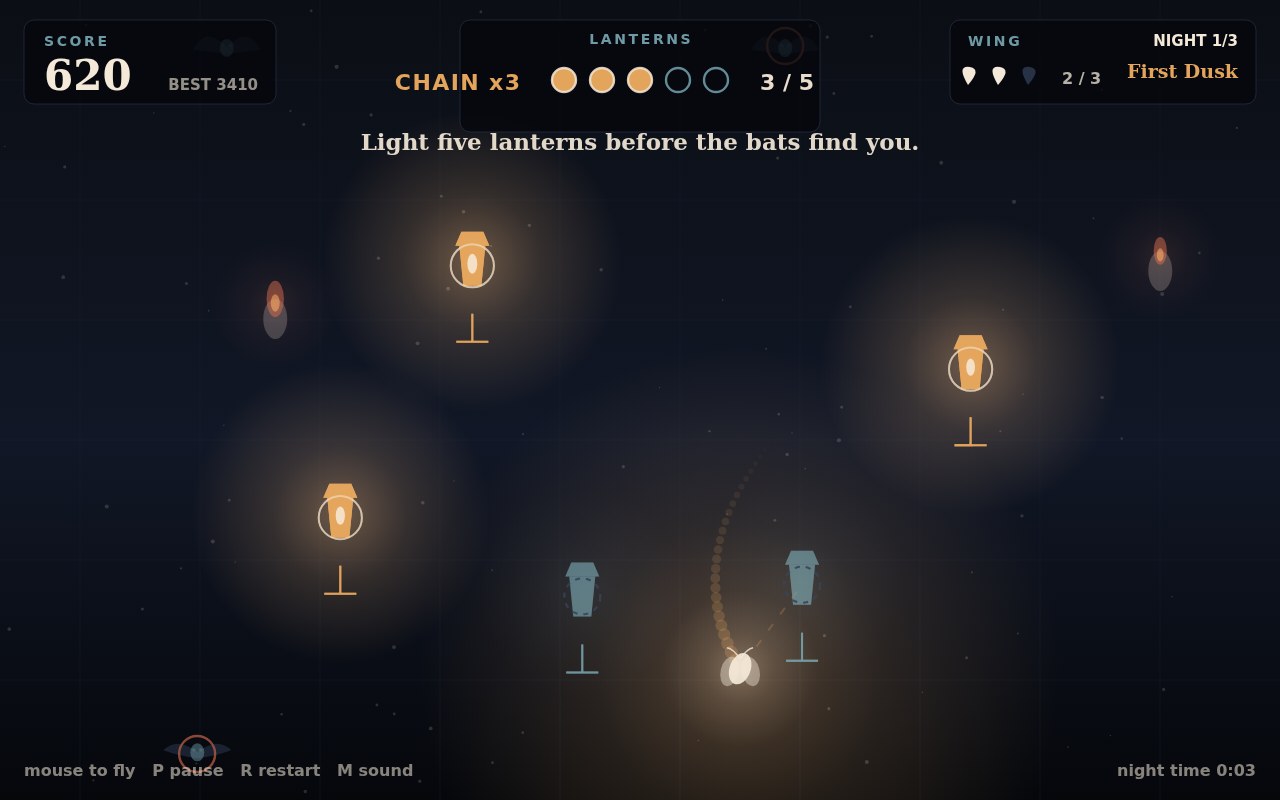 SCORE
620
BEST 3410
LANTERNS
CHAIN x3
3 / 5
WING
NIGHT 1/3
2 / 3
First Dusk
Light five lanterns before the bats find you.
mouse to fly P pause R restart M sound
night time 0:03